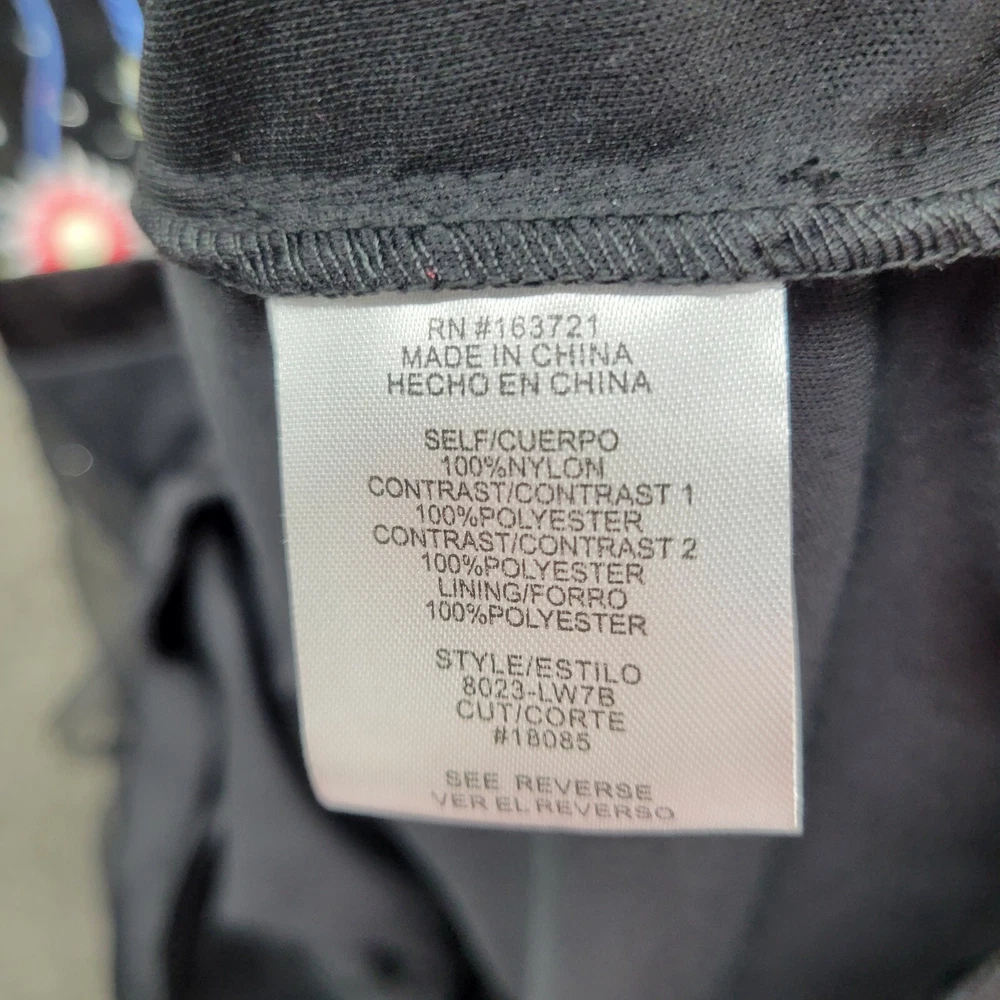 RN #163721
MADE IN CHINA
HECHO EN CHINA
SELF/CUERPO
100%NYLON
CONTRAST/CONTRAST 1
100%POLYESTER
CONTRAST/CONTRAST 2
100%POLYESTER
LINING/FORRO
100%POLYESTER
STYLE/ESTILO
8023-LW7B
CUT/CORTE
#18085
SEE REVERSE
VER EL REVERSO